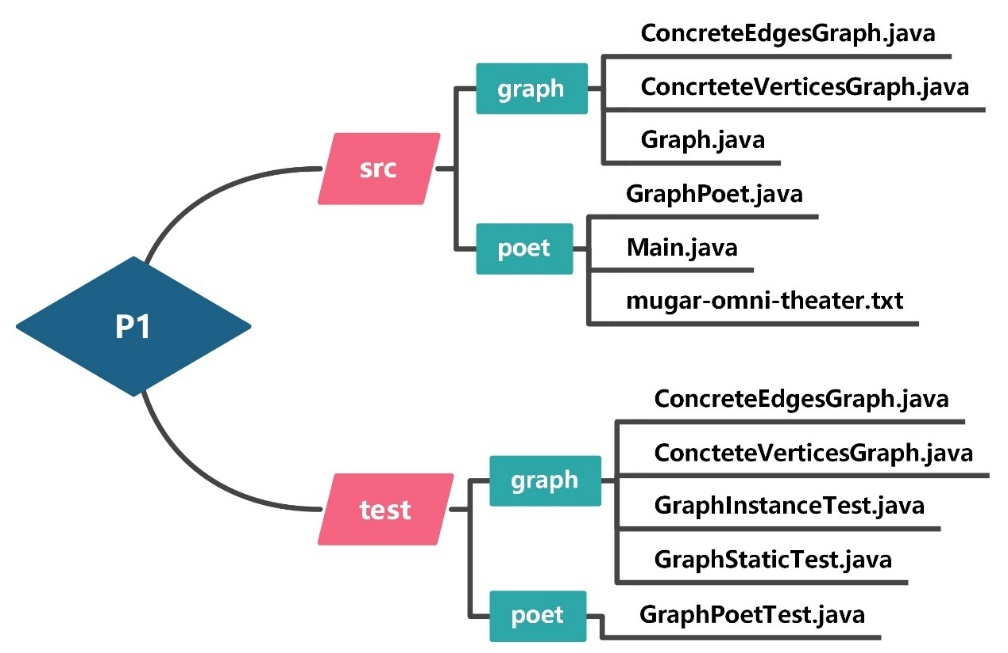 P1
src
graph
ConcreteEdgesGraph.java
ConcrteteVerticesGraph.java
Graph.java
poet
GraphPoet.java
Main.java
mugar-omni-theater.txt
test
graph
ConcreteEdgesGraph.java
ConcteteVerticesGraph.java
GraphInstanceTest.java
GraphStaticTest.java
poet
GraphPoetTest.java